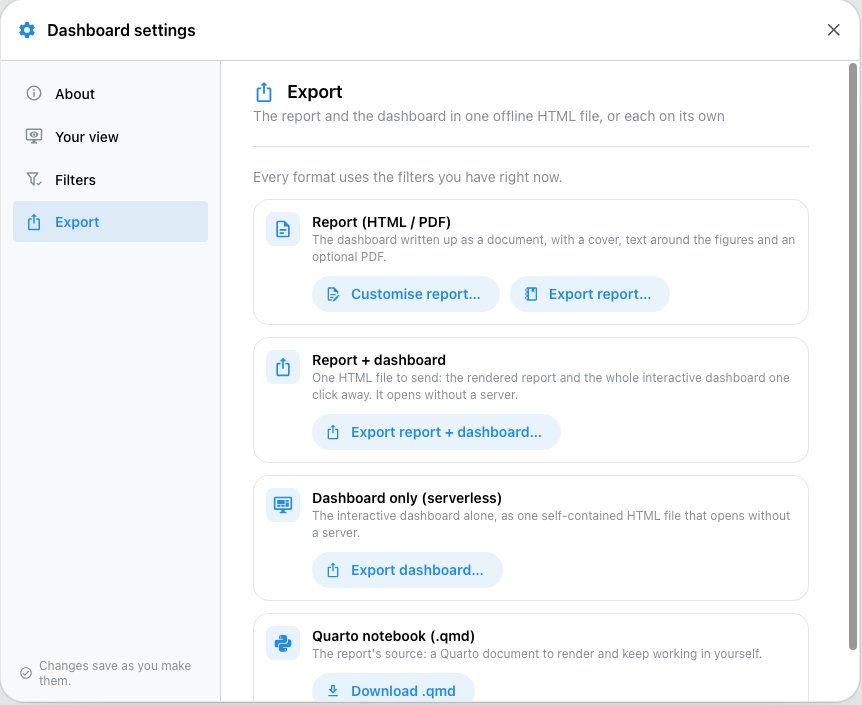 Dashboard settings
About
Your view
Filters
Export
Changes save as you make
them.
Export
The report and the dashboard in one offline HTML file, or each on its own
Every format uses the filters you have right now.
Report (HTML / PDF)
The dashboard written up as a document, with a cover, text around the figures and an
optional PDF.
Customise report...
Export report...
Report + dashboard
One HTML file to send: the rendered report and the whole interactive dashboard one
click away. It opens without a server.
Export report + dashboard...
Dashboard only (serverless)
The interactive dashboard alone, as one self-contained HTML file that opens without
a server.
Export dashboard...
Quarto notebook (.qmd)
The report's source: a Quarto document to render and keep working in yourself.
Download .qmd